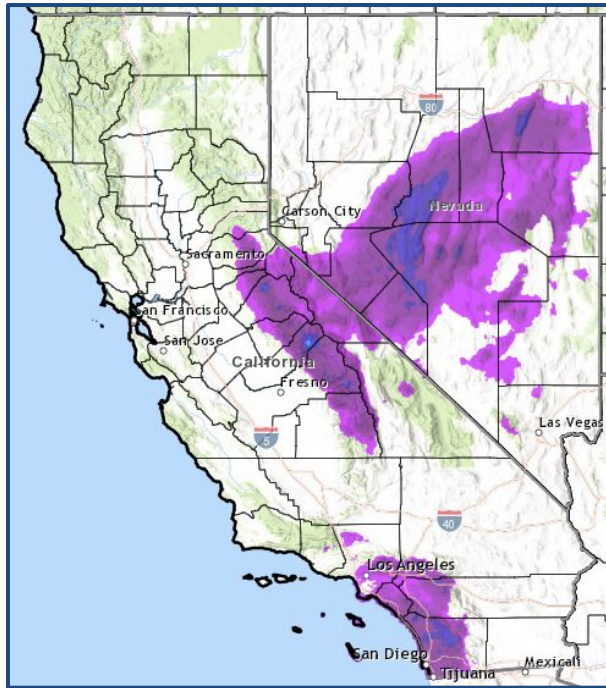 80
Nevada
Carson City
Sacramento
San Francisco
San Jose
California
Fresno
5
Las Vegas
40
Los Angeles
San Diego
Tijuana
Mexicali